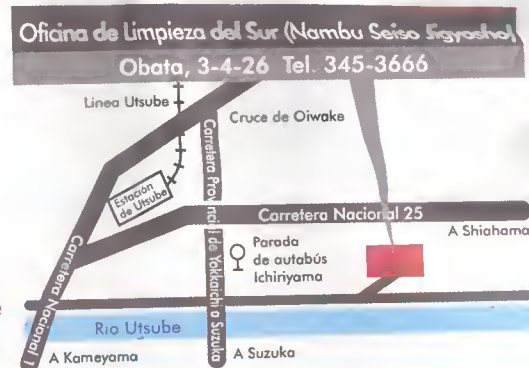 Oficina de Limpieza del Sur (Nambu Seiso Jigyosho)
Obata, 3-4-26 Tel. 345-3666
Linea Utsube
Cruce de Oiwake
Estación
de Utsube
Carretera Provincial de Yokkaichi a Suzuka
Carretera Nacional 25
A Shiahama
Parada
de autabús
Ichiriyama
Carretera Nacional 1
Rio Utsube
A Kameyama
A Suzuka